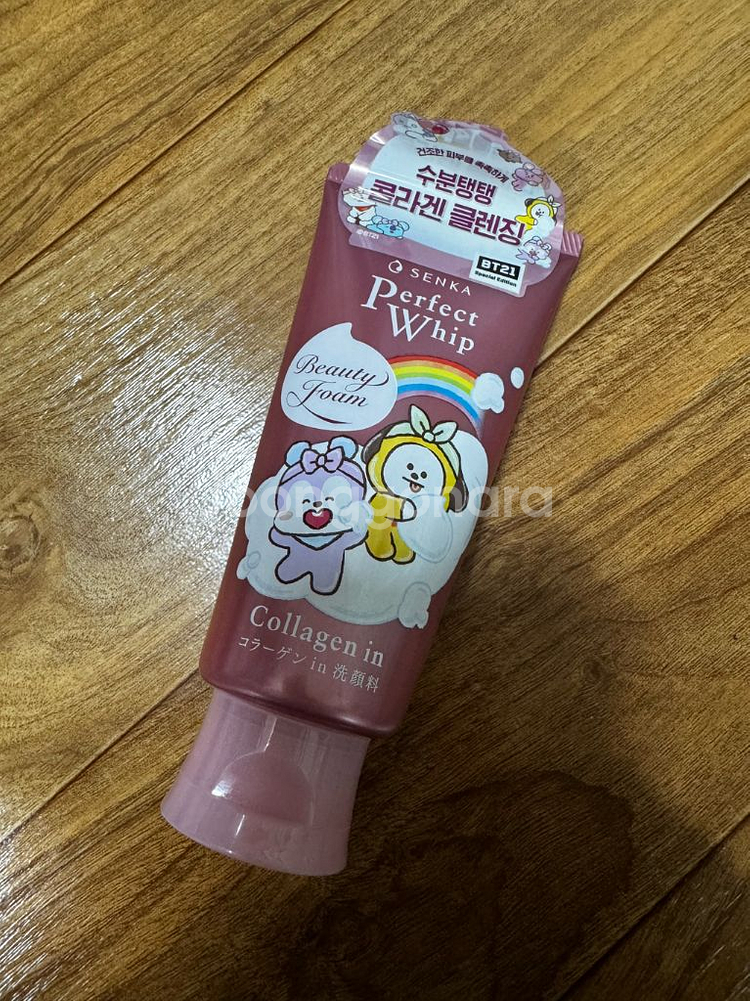 건조한 피부를 촉촉하게
수분탱탱
콜라겐 클렌징
©BT21
BT21
Special Edition
SENKA
Perfect
Whip
Beauty
Foam
Collagen in
コラーゲン in 洗顔料